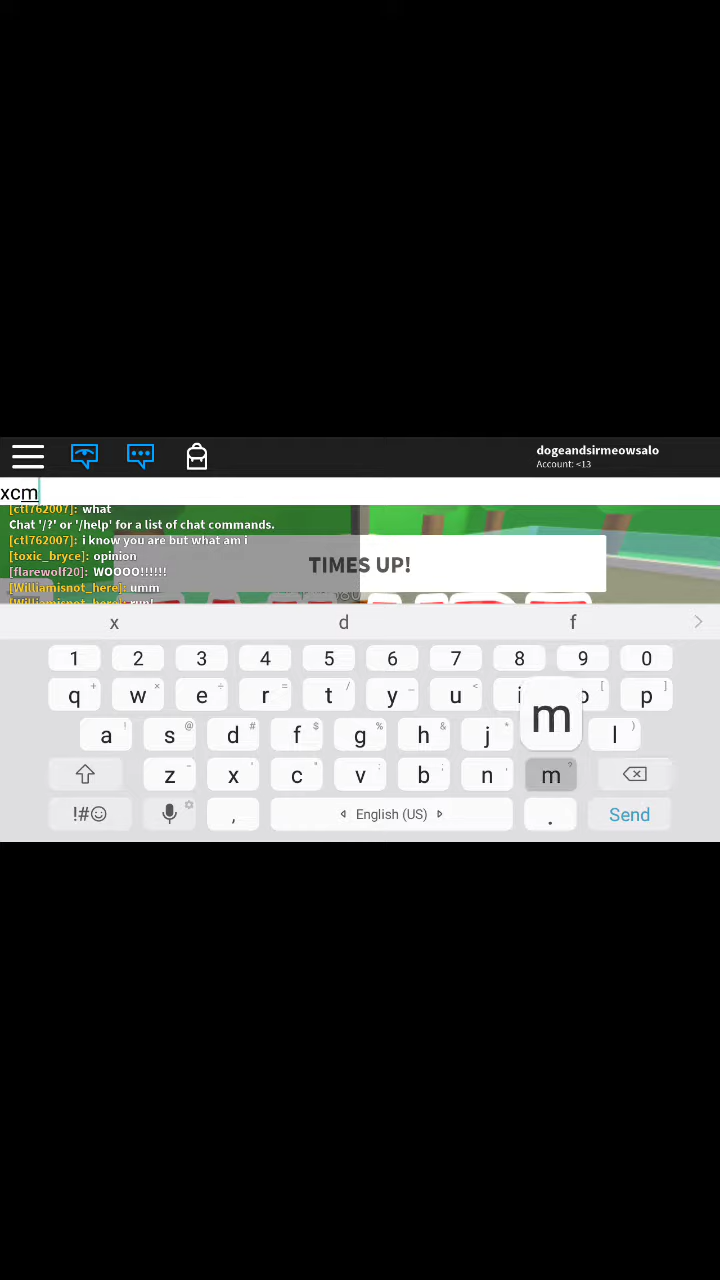 dogeandsirmeowsalo
Account: <13
xcm
[ctl762007]: what
Chat '/?' or '/help' for a list of chat commands.
[ctl762007]: i know you are but what am i
[toxic_bryce]: opinion
[flarewolf20]: WOOOO!!!!!!
[Williamisnot_here]: umm
[Williamisnot_here]: run!
TIMES UP!
x d f
1 2 3 4 5 6 7 8 9 0
q w e r t y u i o p
m
a s d f g h j l
z x c v b n m
!#☺ , English (US) . Send